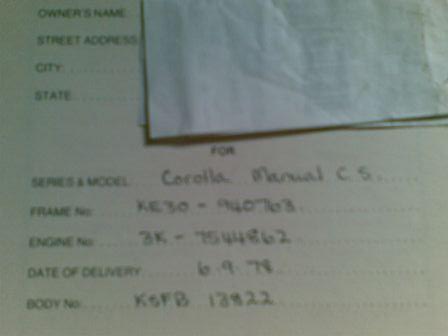 OWNER'S NAME
STREET ADDRESS
CITY:
STATE
FOR
SERIES & MODEL Corolla Manual C.S.
FRAME No: KE30 - 940763
ENGINE No: 3K - 7544862
DATE OF DELIVERY 6.9.78
BODY No: KSFB 13822